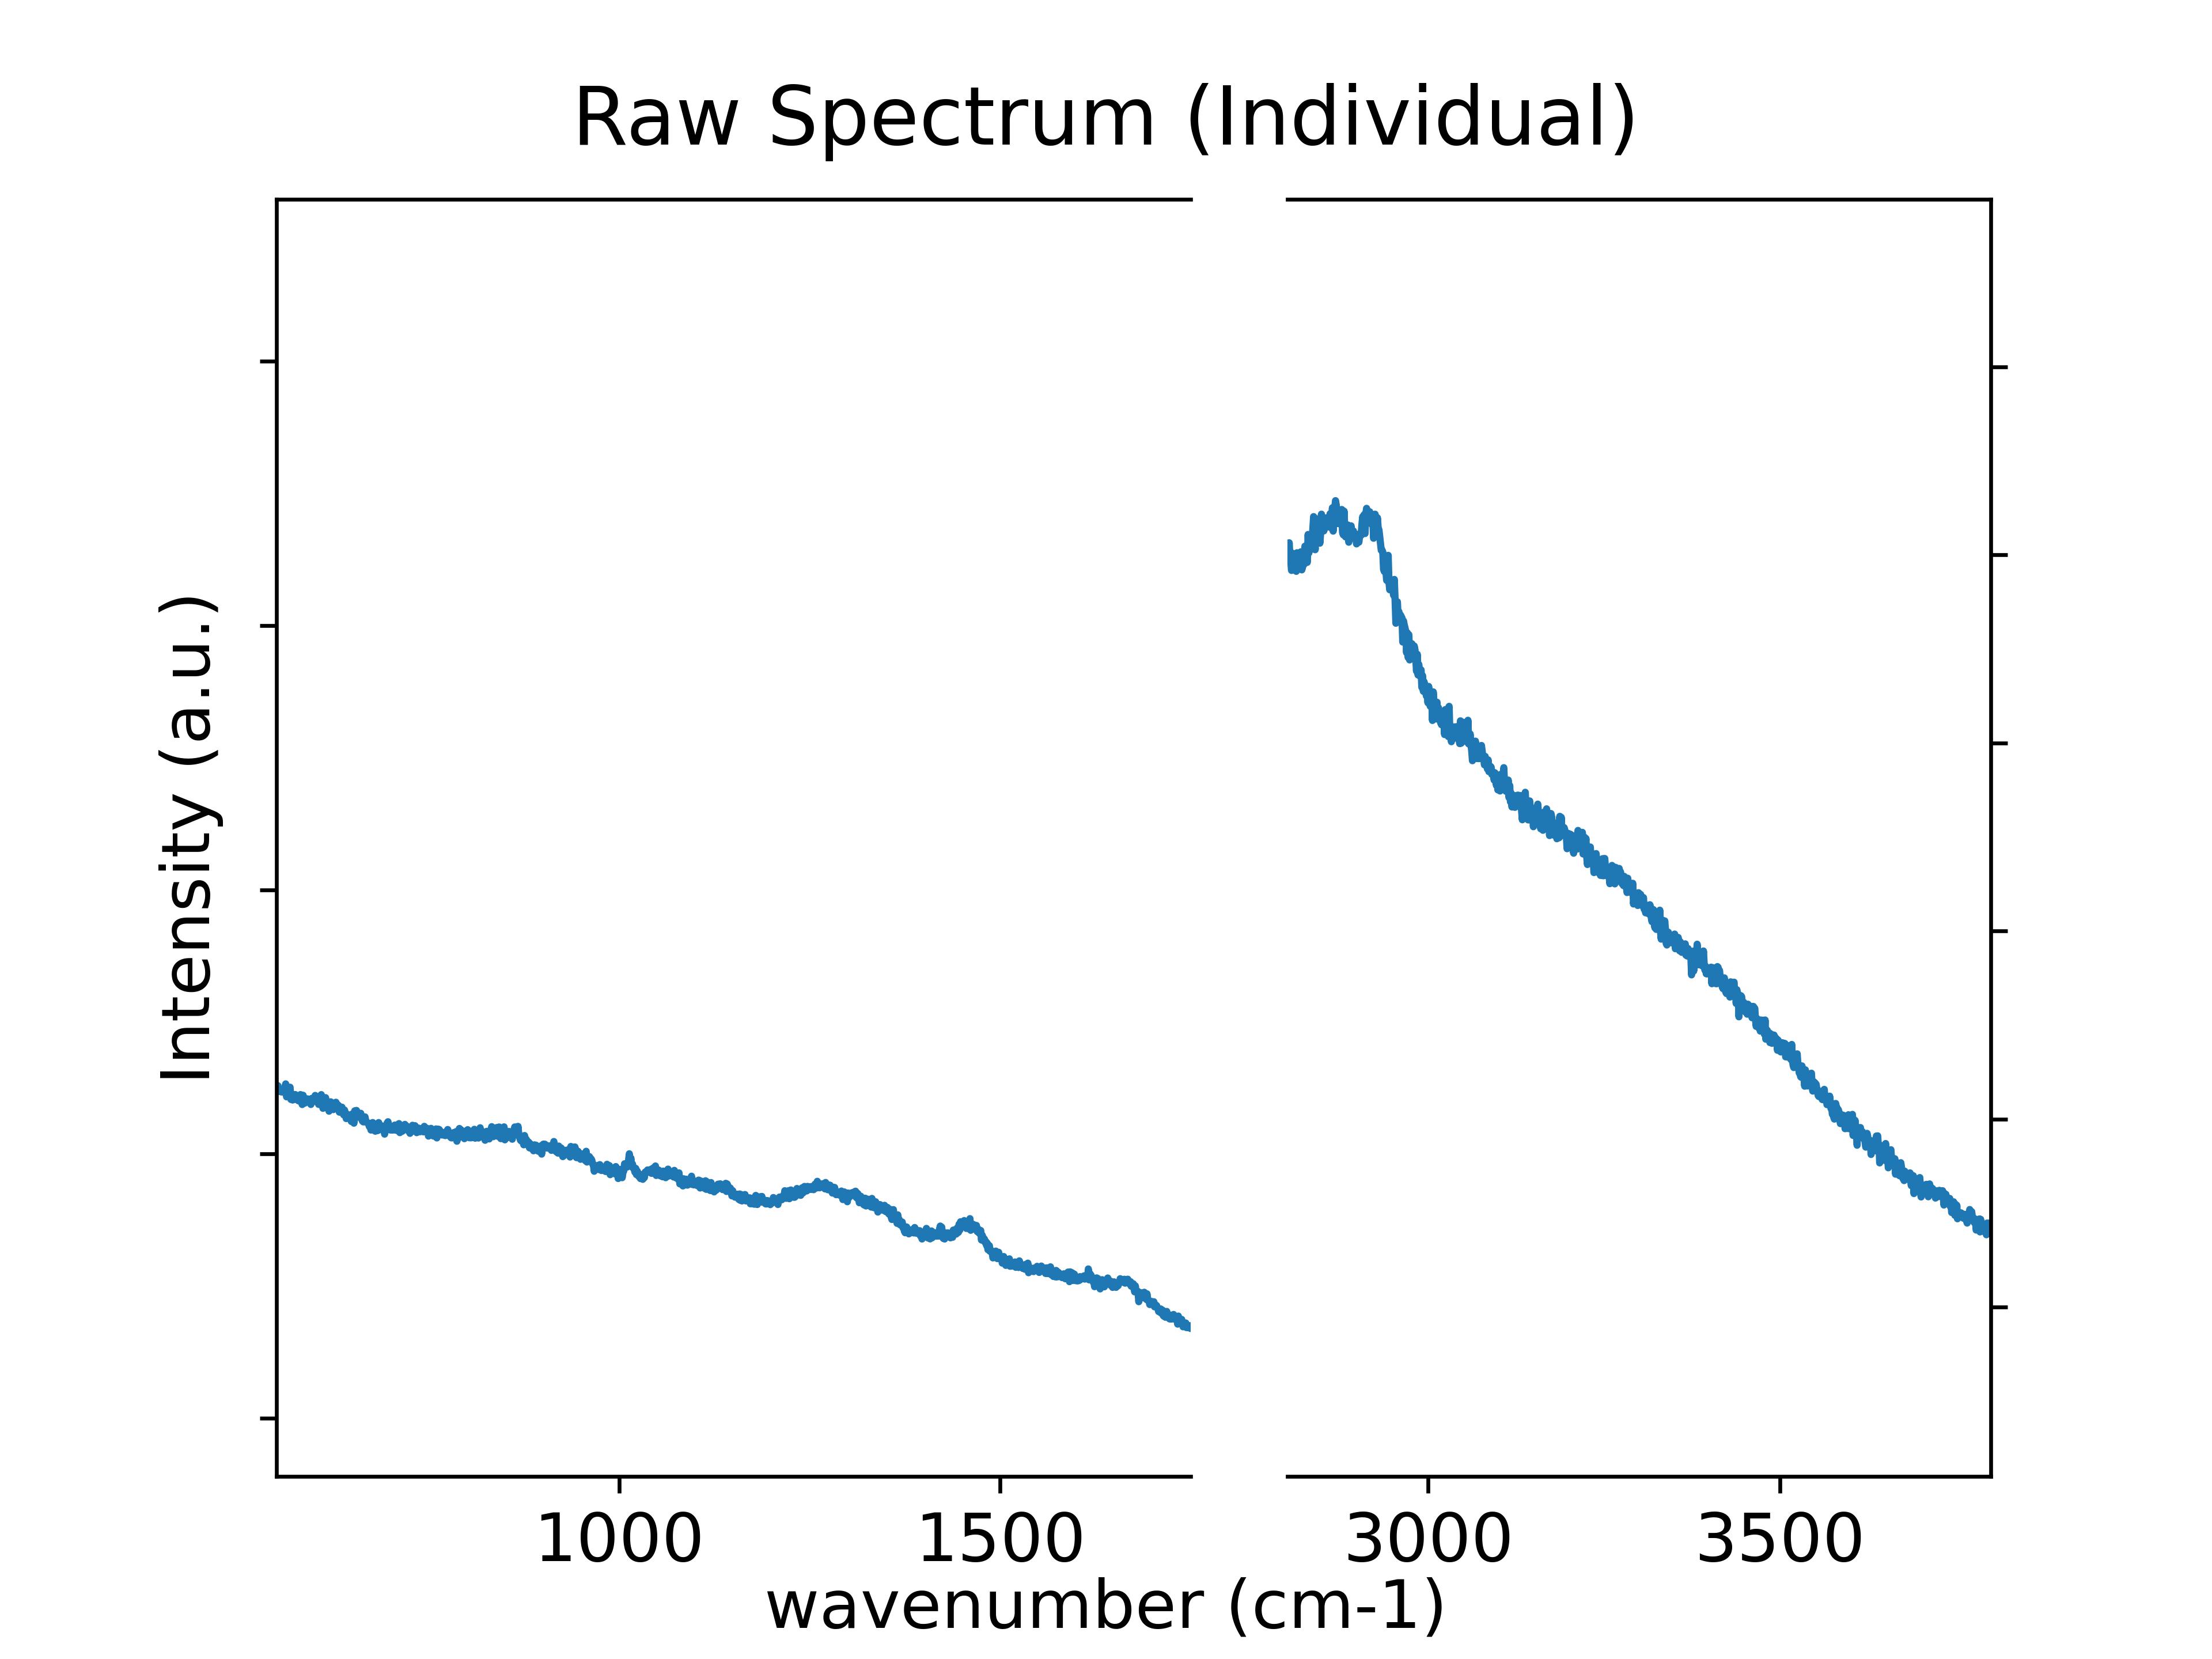 Raw Spectrum (Individual)
Intensity (a.u.)
1000 1500 3000 3500
wavenumber (cm-1)